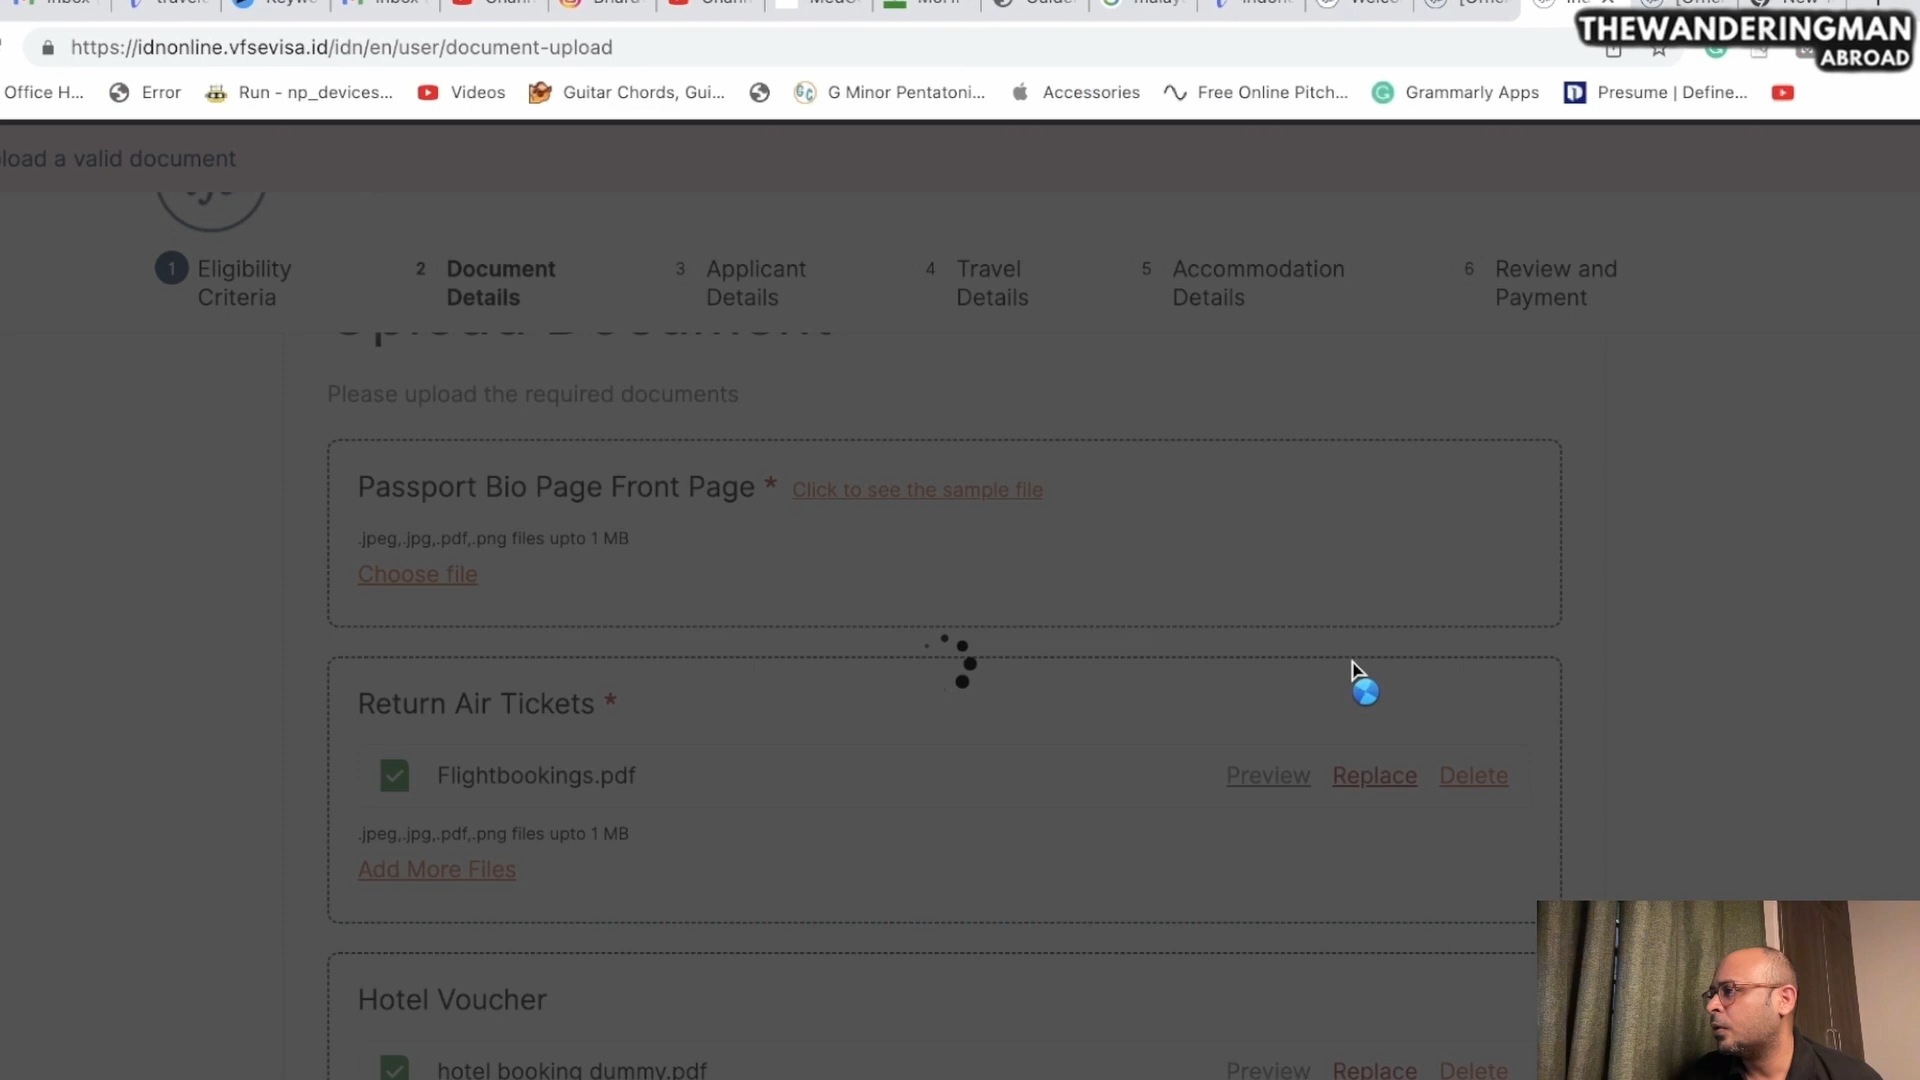 THEWANDERINGMAN
ABROAD
https://idnonline.vfsevisa.id/idn/en/user/document-upload
Office H... Error Run - np_devices... Videos Guitar Chords, Gui... G Minor Pentatoni... Accessories Free Online Pitch... Grammarly Apps Presume | Define...
load a valid document
1 Eligibility Criteria
2 Document Details
3 Applicant Details
4 Travel Details
5 Accommodation Details
6 Review and Payment
Upload Document
Please upload the required documents
Passport Bio Page Front Page * Click to see the sample file
.jpeg,.jpg,.pdf,.png files upto 1 MB
Choose file
Return Air Tickets *
Flightbookings.pdf Preview Replace Delete
.jpeg,.jpg,.pdf,.png files upto 1 MB
Add More Files
Hotel Voucher
hotel booking dummy.pdf Preview Replace Delete